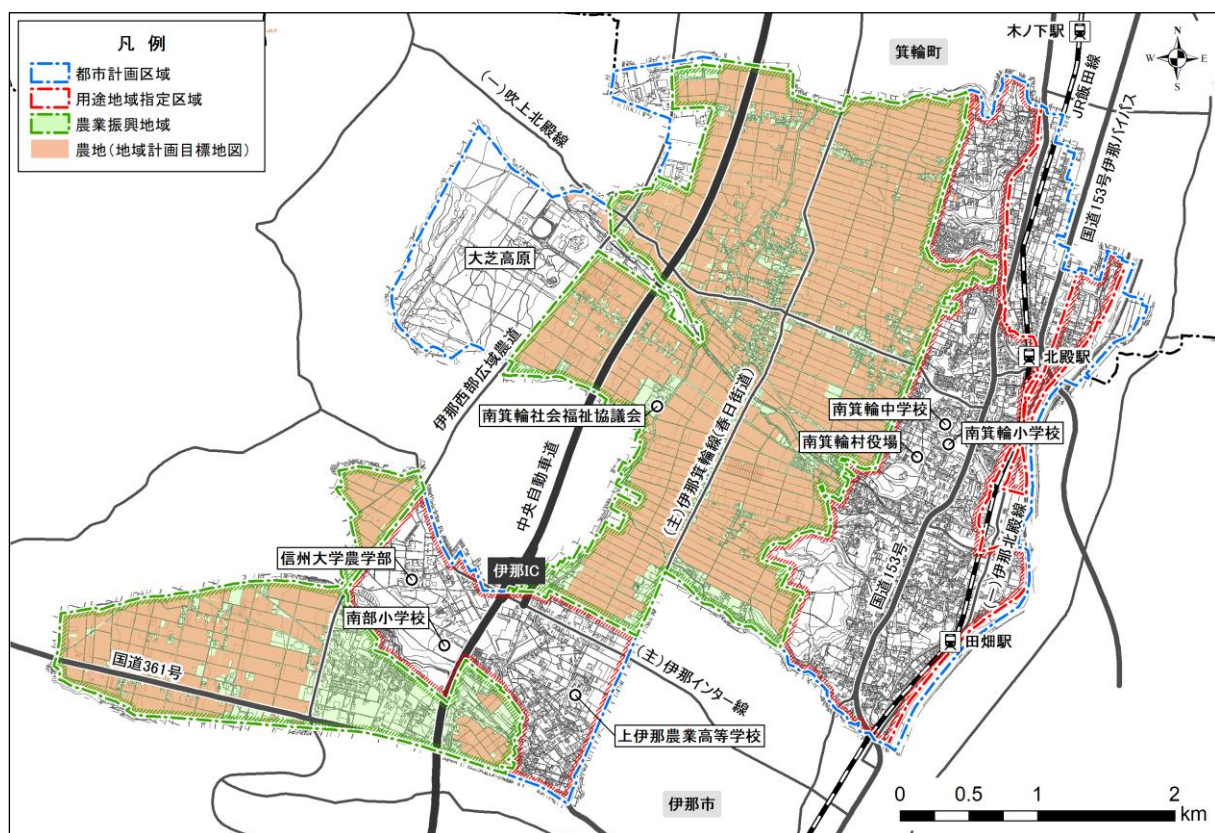 凡 例
都市計画区域
用途地域指定区域
農業振興地域
農地(地域計画目標地図)
木ノ下駅
箕輪町
N
W E
S
JR飯田線
国道153号伊那バイパス
(一)吹上北殿線
大芝高原
伊那西部広域農道
北殿駅
南箕輪社会福祉協議会
(主)伊那箕輪線(春日街道)
南箕輪中学校
南箕輪小学校
南箕輪村役場
中央自動車道
国道153号
(一)伊那北殿線
信州大学農学部
伊那IC
南部小学校
田畑駅
国道361号
(主)伊那インター線
上伊那農業高等学校
伊那市
0 0.5 1 2
km